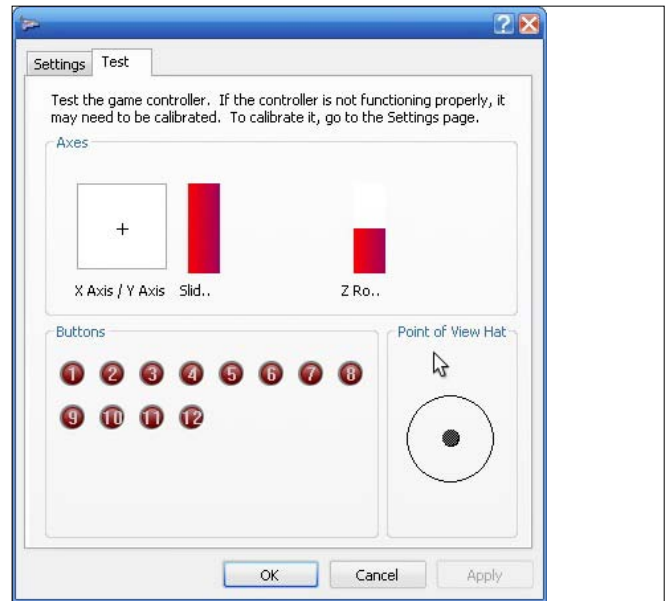 Settings Test
Test the game controller. If the controller is not functioning properly, it
may need to be calibrated. To calibrate it, go to the Settings page.
Axes
X Axis / Y Axis Slid.. Z Ro..
Buttons
1 2 3 4 5 6 7 8
9 10 11 12
Point of View Hat
OK Cancel Apply